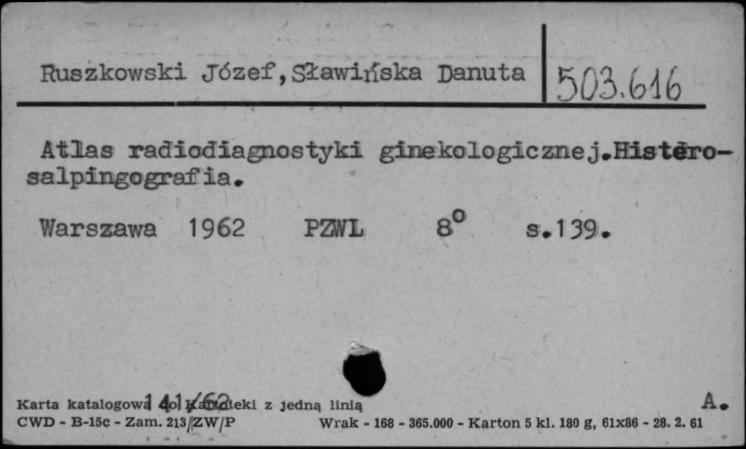 Ruszkowski Józef,Sławińska Danuta 503.616
Atlas radiodiagnostyki ginekologicznej.Histero-
salpingografia.
Warszawa 1962 PZWL 8° s.139.
141/62
Karta katalogowa do Kartoteki z jedną linią A.
CWD - B-15c - Zam. 213/ZW/P Wrak - 168 - 365.000 - Karton 5 kl. 180 g, 61x86 - 28. 2. 61